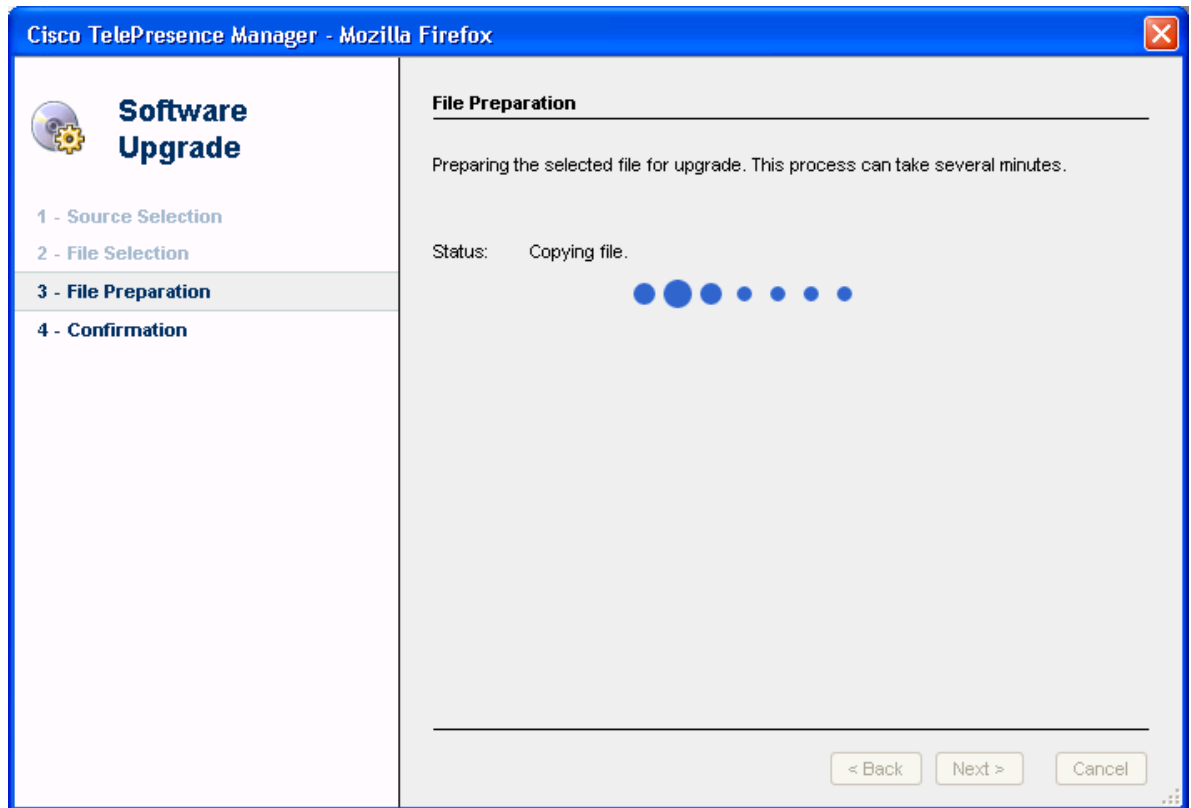 Cisco TelePresence Manager - Mozilla Firefox
Software
Upgrade
1 - Source Selection
2 - File Selection
3 - File Preparation
4 - Confirmation
File Preparation
Preparing the selected file for upgrade. This process can take several minutes.
Status: Copying file.
< Back Next > Cancel